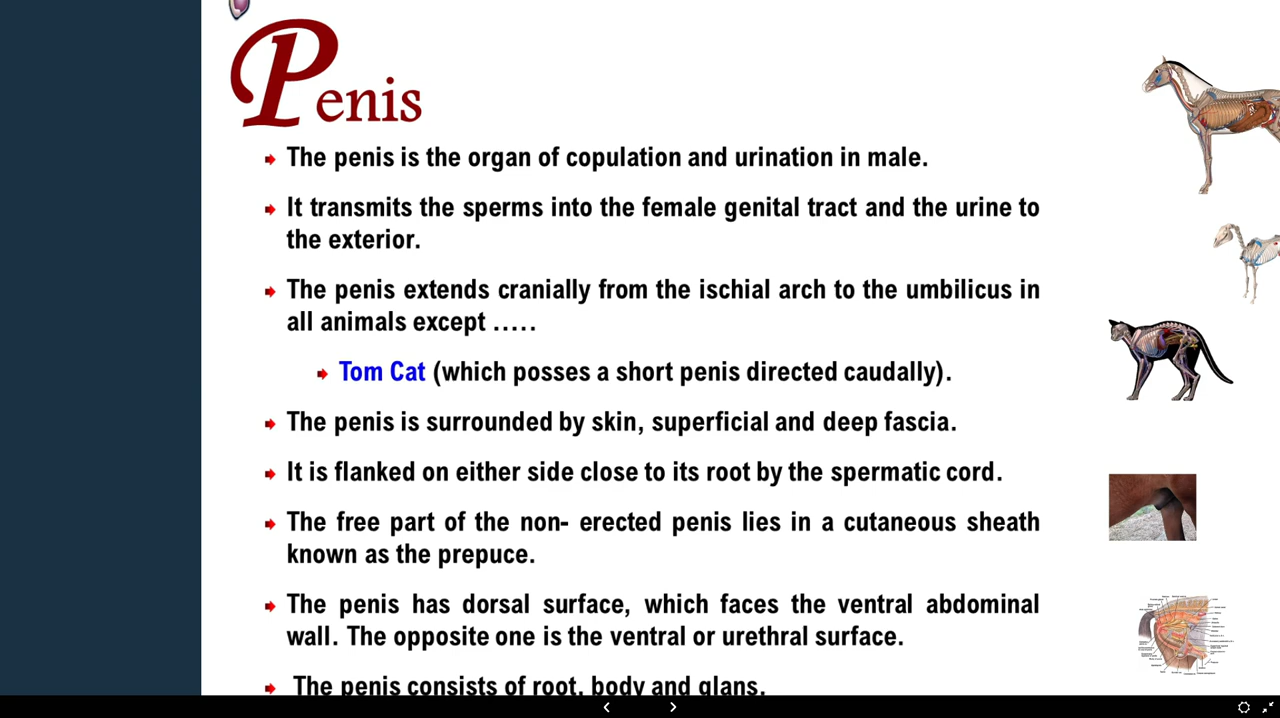 Penis
The penis is the organ of copulation and urination in male.
It transmits the sperms into the female genital tract and the urine to
the exterior.
The penis extends cranially from the ischial arch to the umbilicus in
all animals except .....
Tom Cat (which posses a short penis directed caudally).
The penis is surrounded by skin, superficial and deep fascia.
It is flanked on either side close to its root by the spermatic cord.
The free part of the non- erected penis lies in a cutaneous sheath
known as the prepuce.
The penis has dorsal surface, which faces the ventral abdominal
wall. The opposite one is the ventral or urethral surface.
The penis consists of root, body and glans.